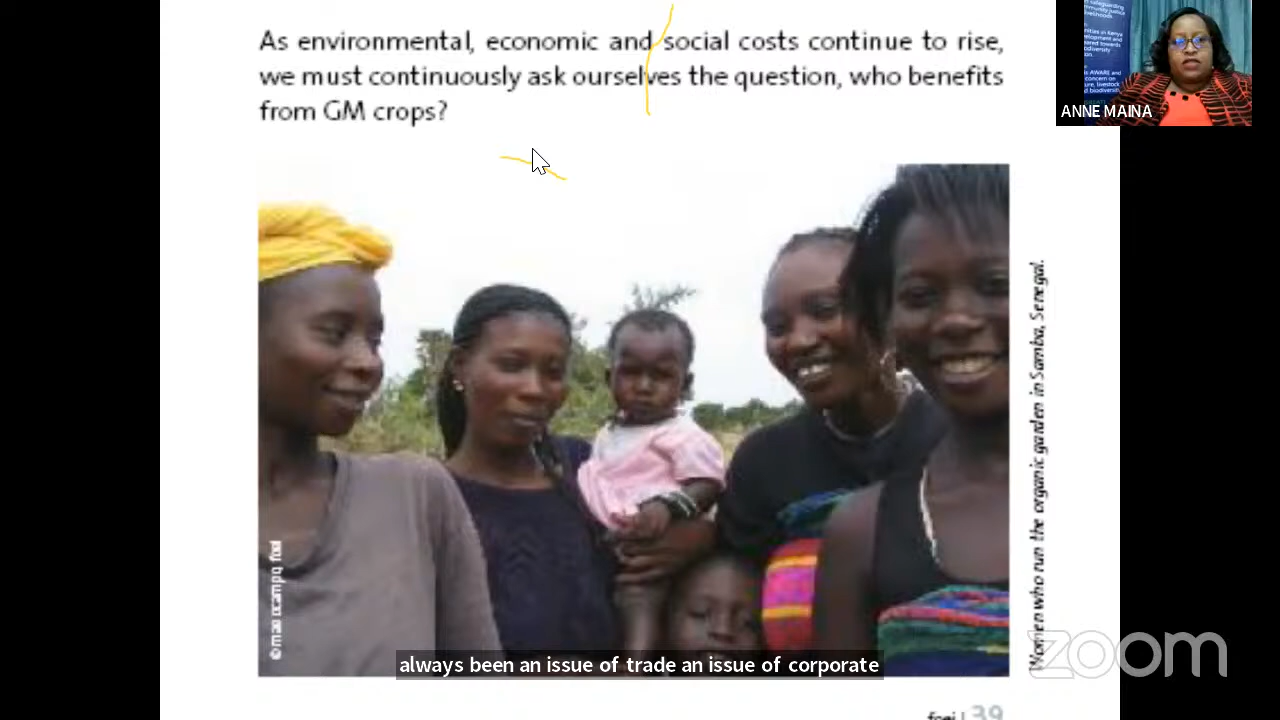 As environmental, economic and social costs continue to rise,
we must continuously ask ourselves the question, who benefits
from GM crops?
ANNE MAINA
Women who run the organic garden in Samba, Senegal.
always been an issue of trade an issue of corporate
zoom
foei | 39